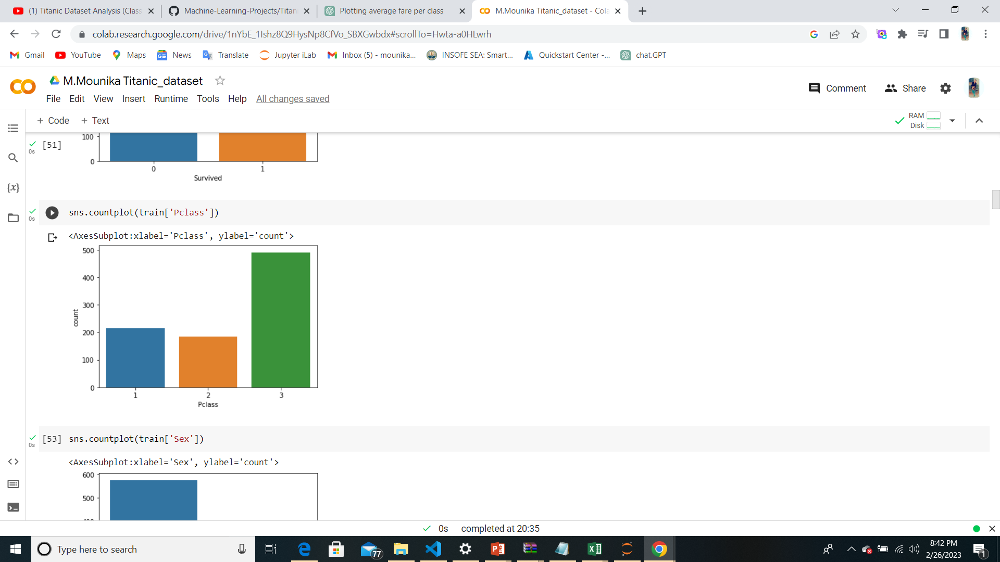 (1) Titanic Dataset Analysis (Class
Machine-Learning-Projects/Titani
Plotting average fare per class
M.Mounika Titanic_dataset - Cola
colab.research.google.com/drive/1nYbE_1Ishz8Q9HysNp8CfVo_SBXGwbdx#scrollTo=Hwta-a0HLwrh
Gmail
YouTube
Maps
News
Translate
Jupyter iLab
Inbox (5) - mounika...
INSOFE SEA: Smart...
Quickstart Center -...
chat.GPT
M.Mounika Titanic_dataset
Comment
Share
File Edit View Insert Runtime Tools Help All changes saved
+ Code + Text
RAM
Disk
100
[51]
0s
0
0 1
Survived
{x}
0s
sns.countplot(train['Pclass'])
<AxesSubplot:xlabel='Pclass', ylabel='count'>
500
400
300
count
200
100
0
1 2 3
Pclass
[53] sns.countplot(train['Sex'])
0s
<AxesSubplot:xlabel='Sex', ylabel='count'>
600
500
0s completed at 20:35
Type here to search
77
8:42 PM
2/26/2023
1